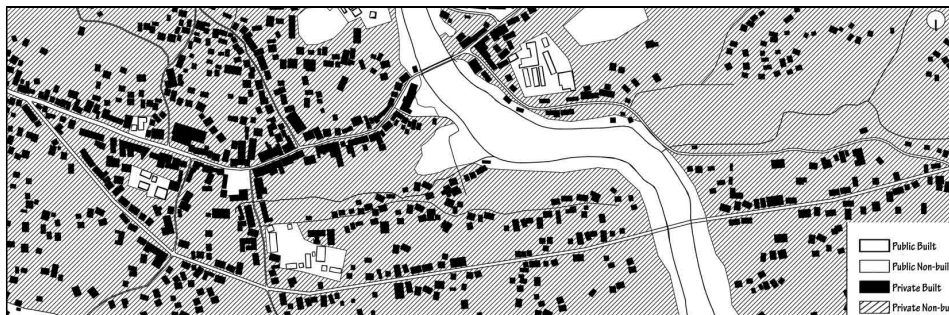 Public Built
Public Non-buil
Private Built
Private Non-bu